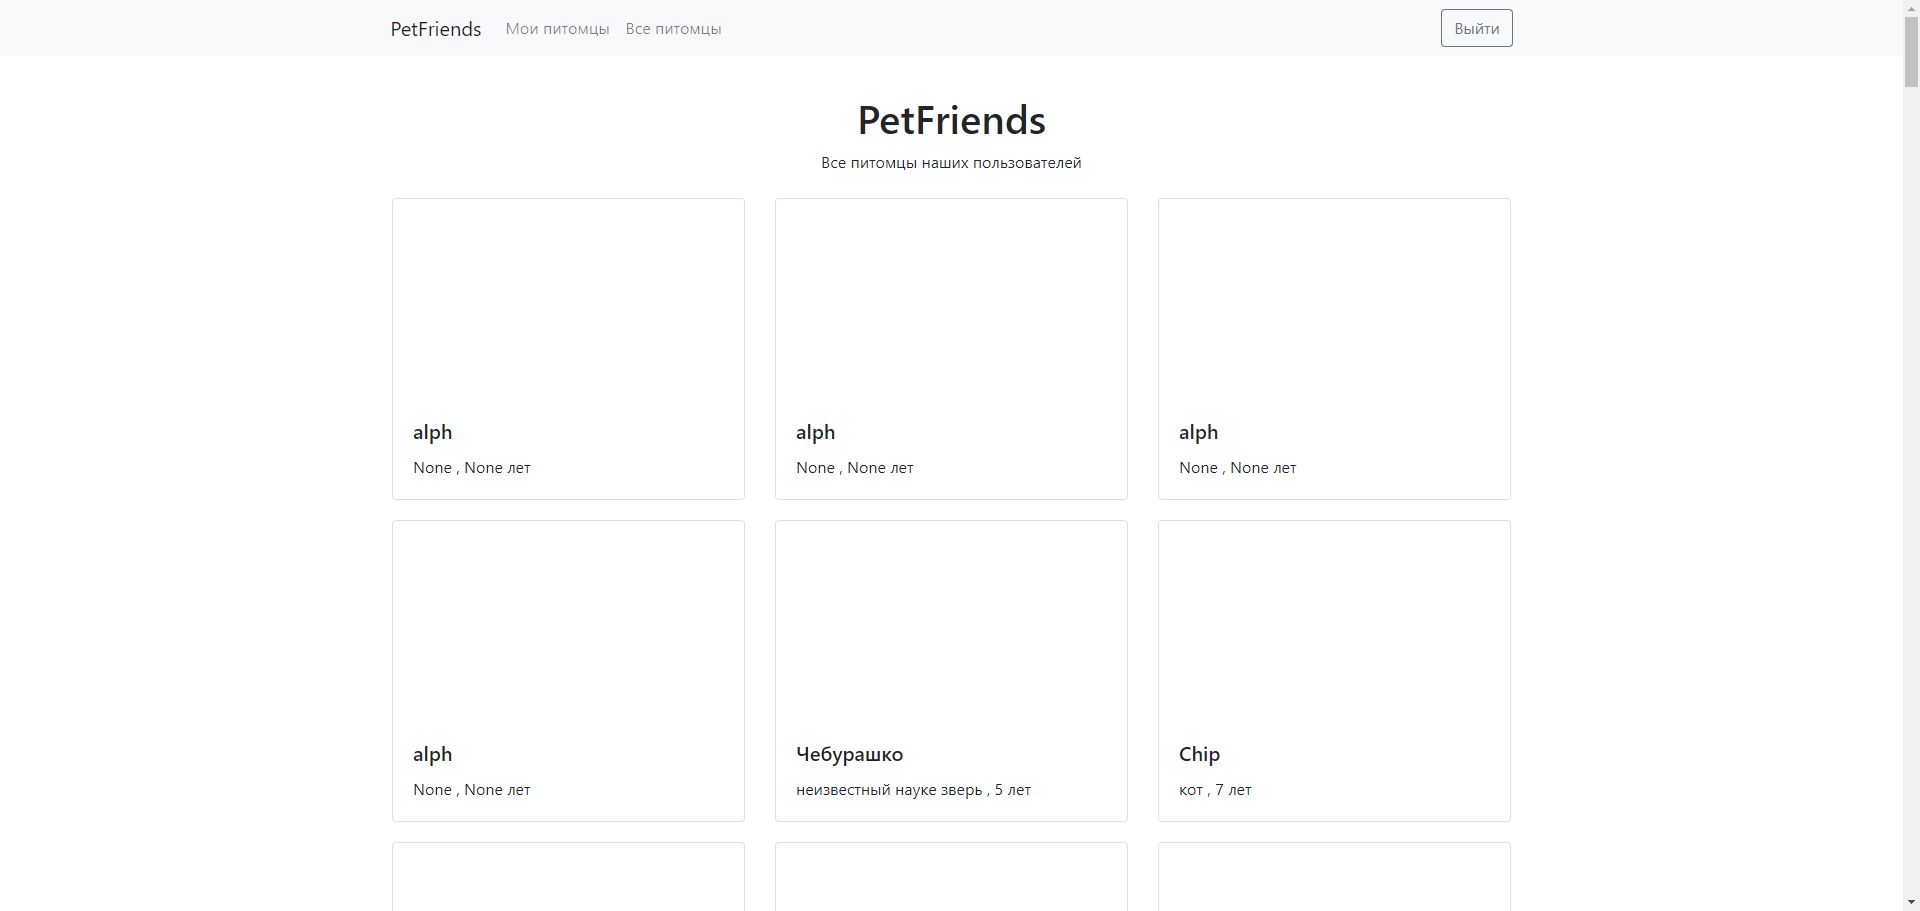 PetFriends Мои питомцы Все питомцы Выйти
PetFriends
Все питомцы наших пользователей
alph
None , None лет
alph
None , None лет
alph
None , None лет
alph
None , None лет
Чебурашко
неизвестный науке зверь , 5 лет
Chip
кот , 7 лет